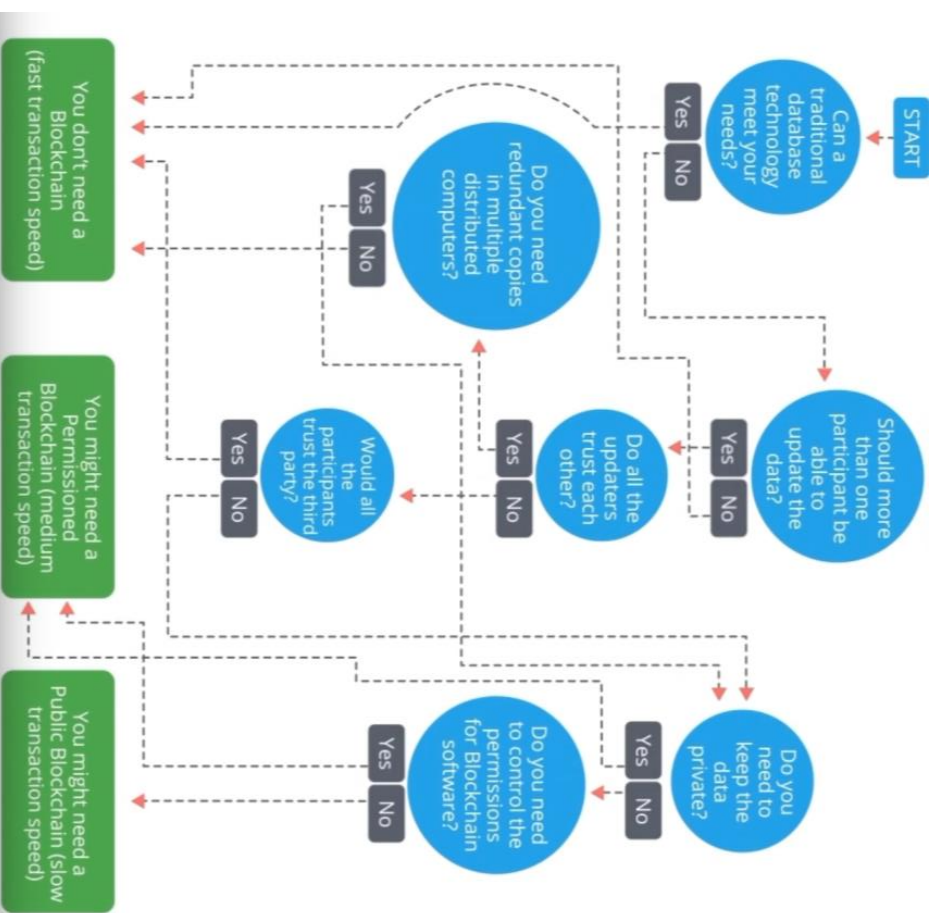 START
Can a
traditional
database
technology
meet your
needs?
Yes
No
Should more
than one
participant be
able to
update the
data?
Yes
No
Do you
need to
keep the
data
private?
Yes
No
Do all the
updaters
trust each
other?
Yes
No
Do you need
redundant copies
in multiple
distributed
computers?
Yes
No
Would all
the
participants
trust the third
party?
Yes
No
Do you need
to control the
permissions
for Blockchain
software?
Yes
No
You don't need a
Blockchain
(fast transaction speed)
You might need a
Permissioned
Blockchain (medium
transaction speed)
You might need a
Public Blockchain (slow
transaction speed)